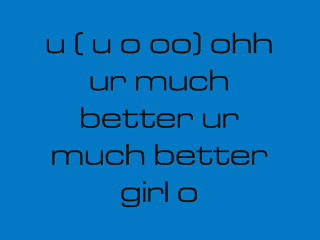 u ( u o oo) ohh
ur much
better ur
much better
girl o